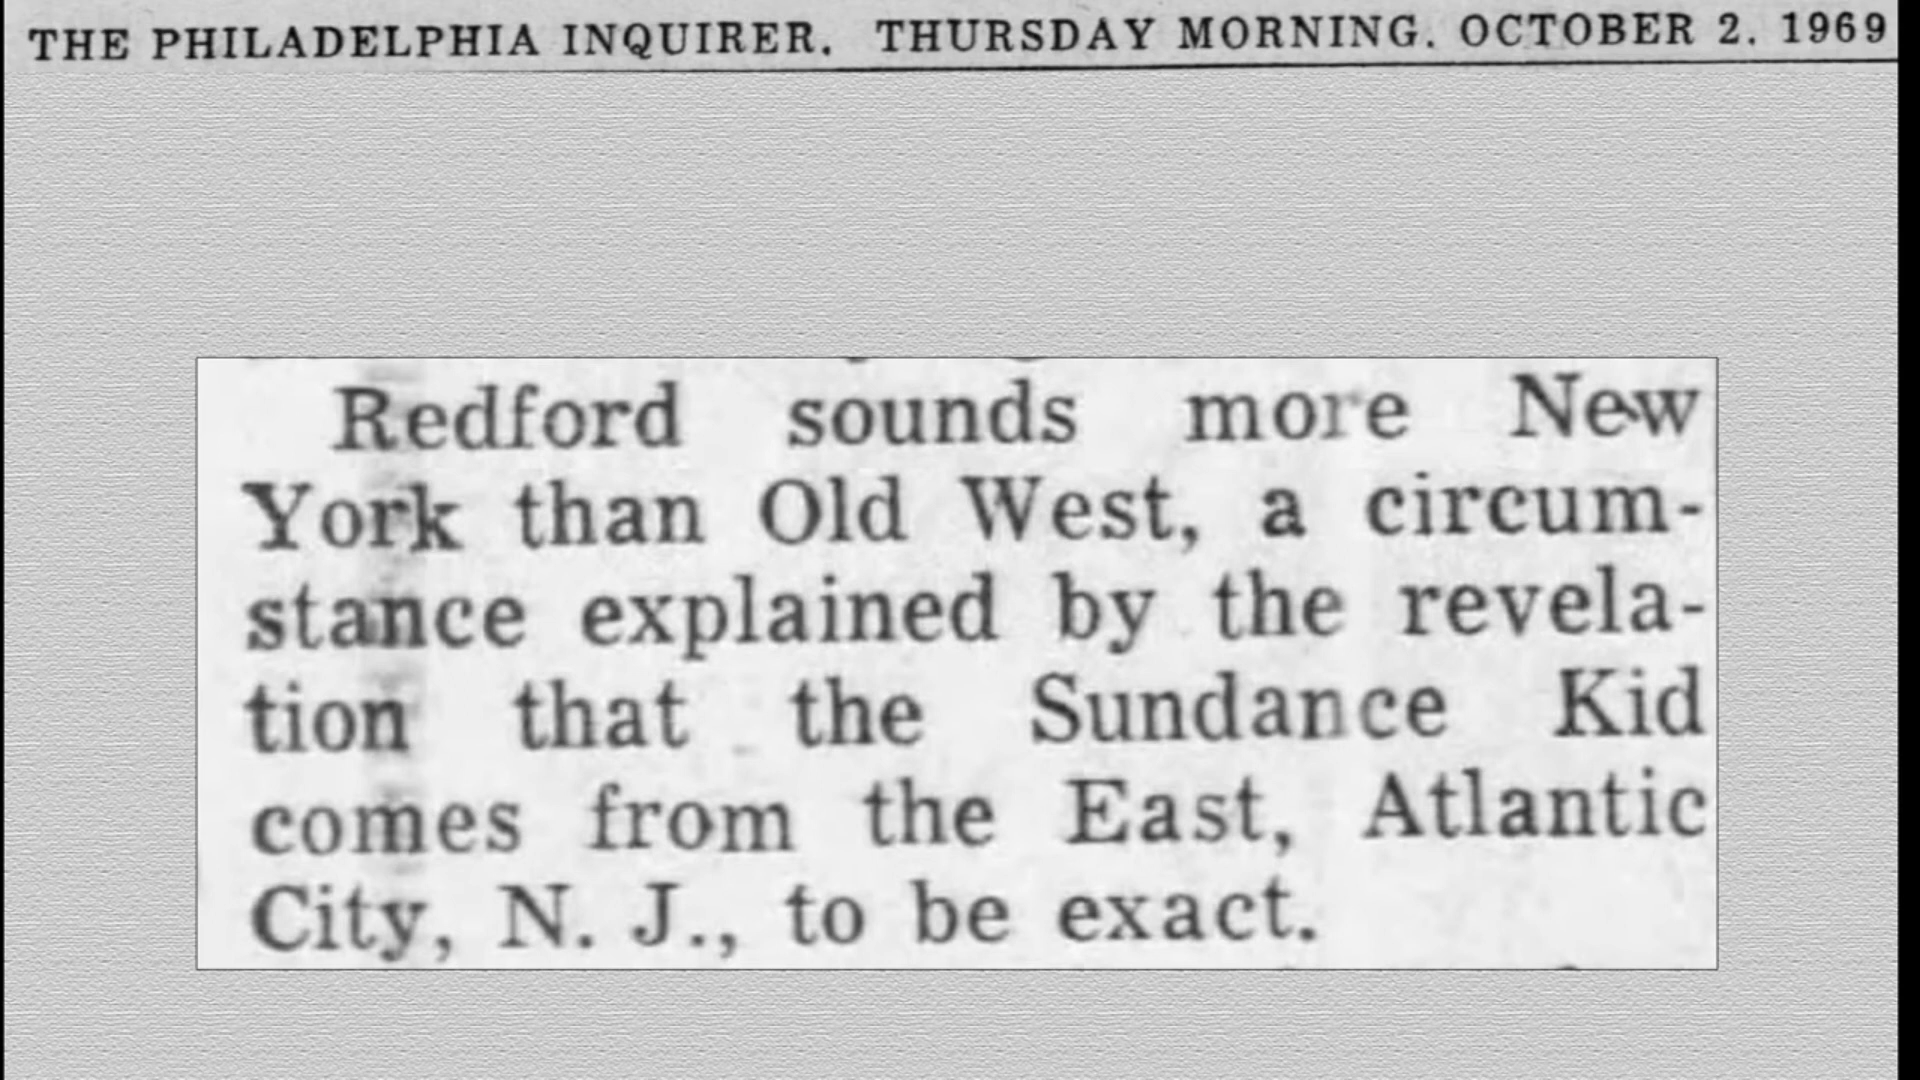 THE PHILADELPHIA INQUIRER. THURSDAY MORNING. OCTOBER 2. 1969
Redford sounds more New
York than Old West, a circum-
stance explained by the revela-
tion that the Sundance Kid
comes from the East, Atlantic
City, N. J., to be exact.